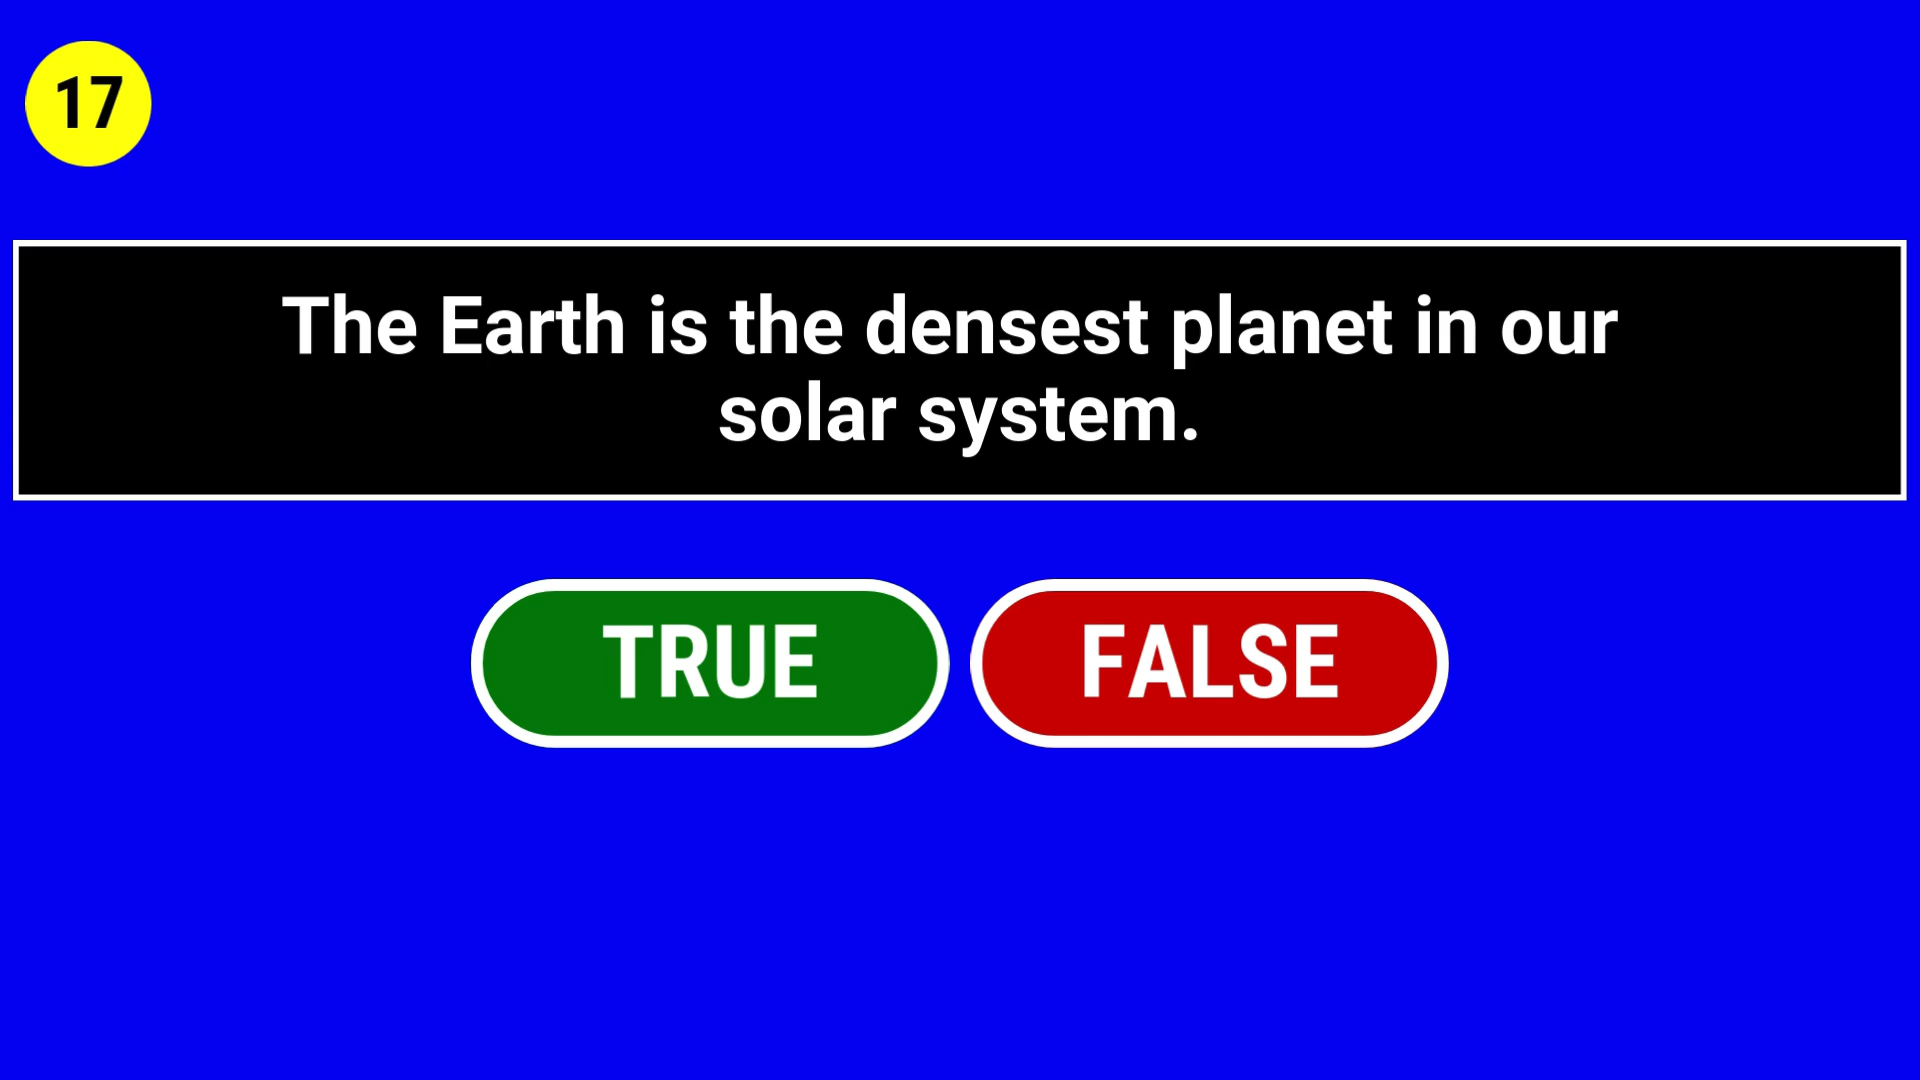 17
The Earth is the densest planet in our
solar system.
TRUE FALSE